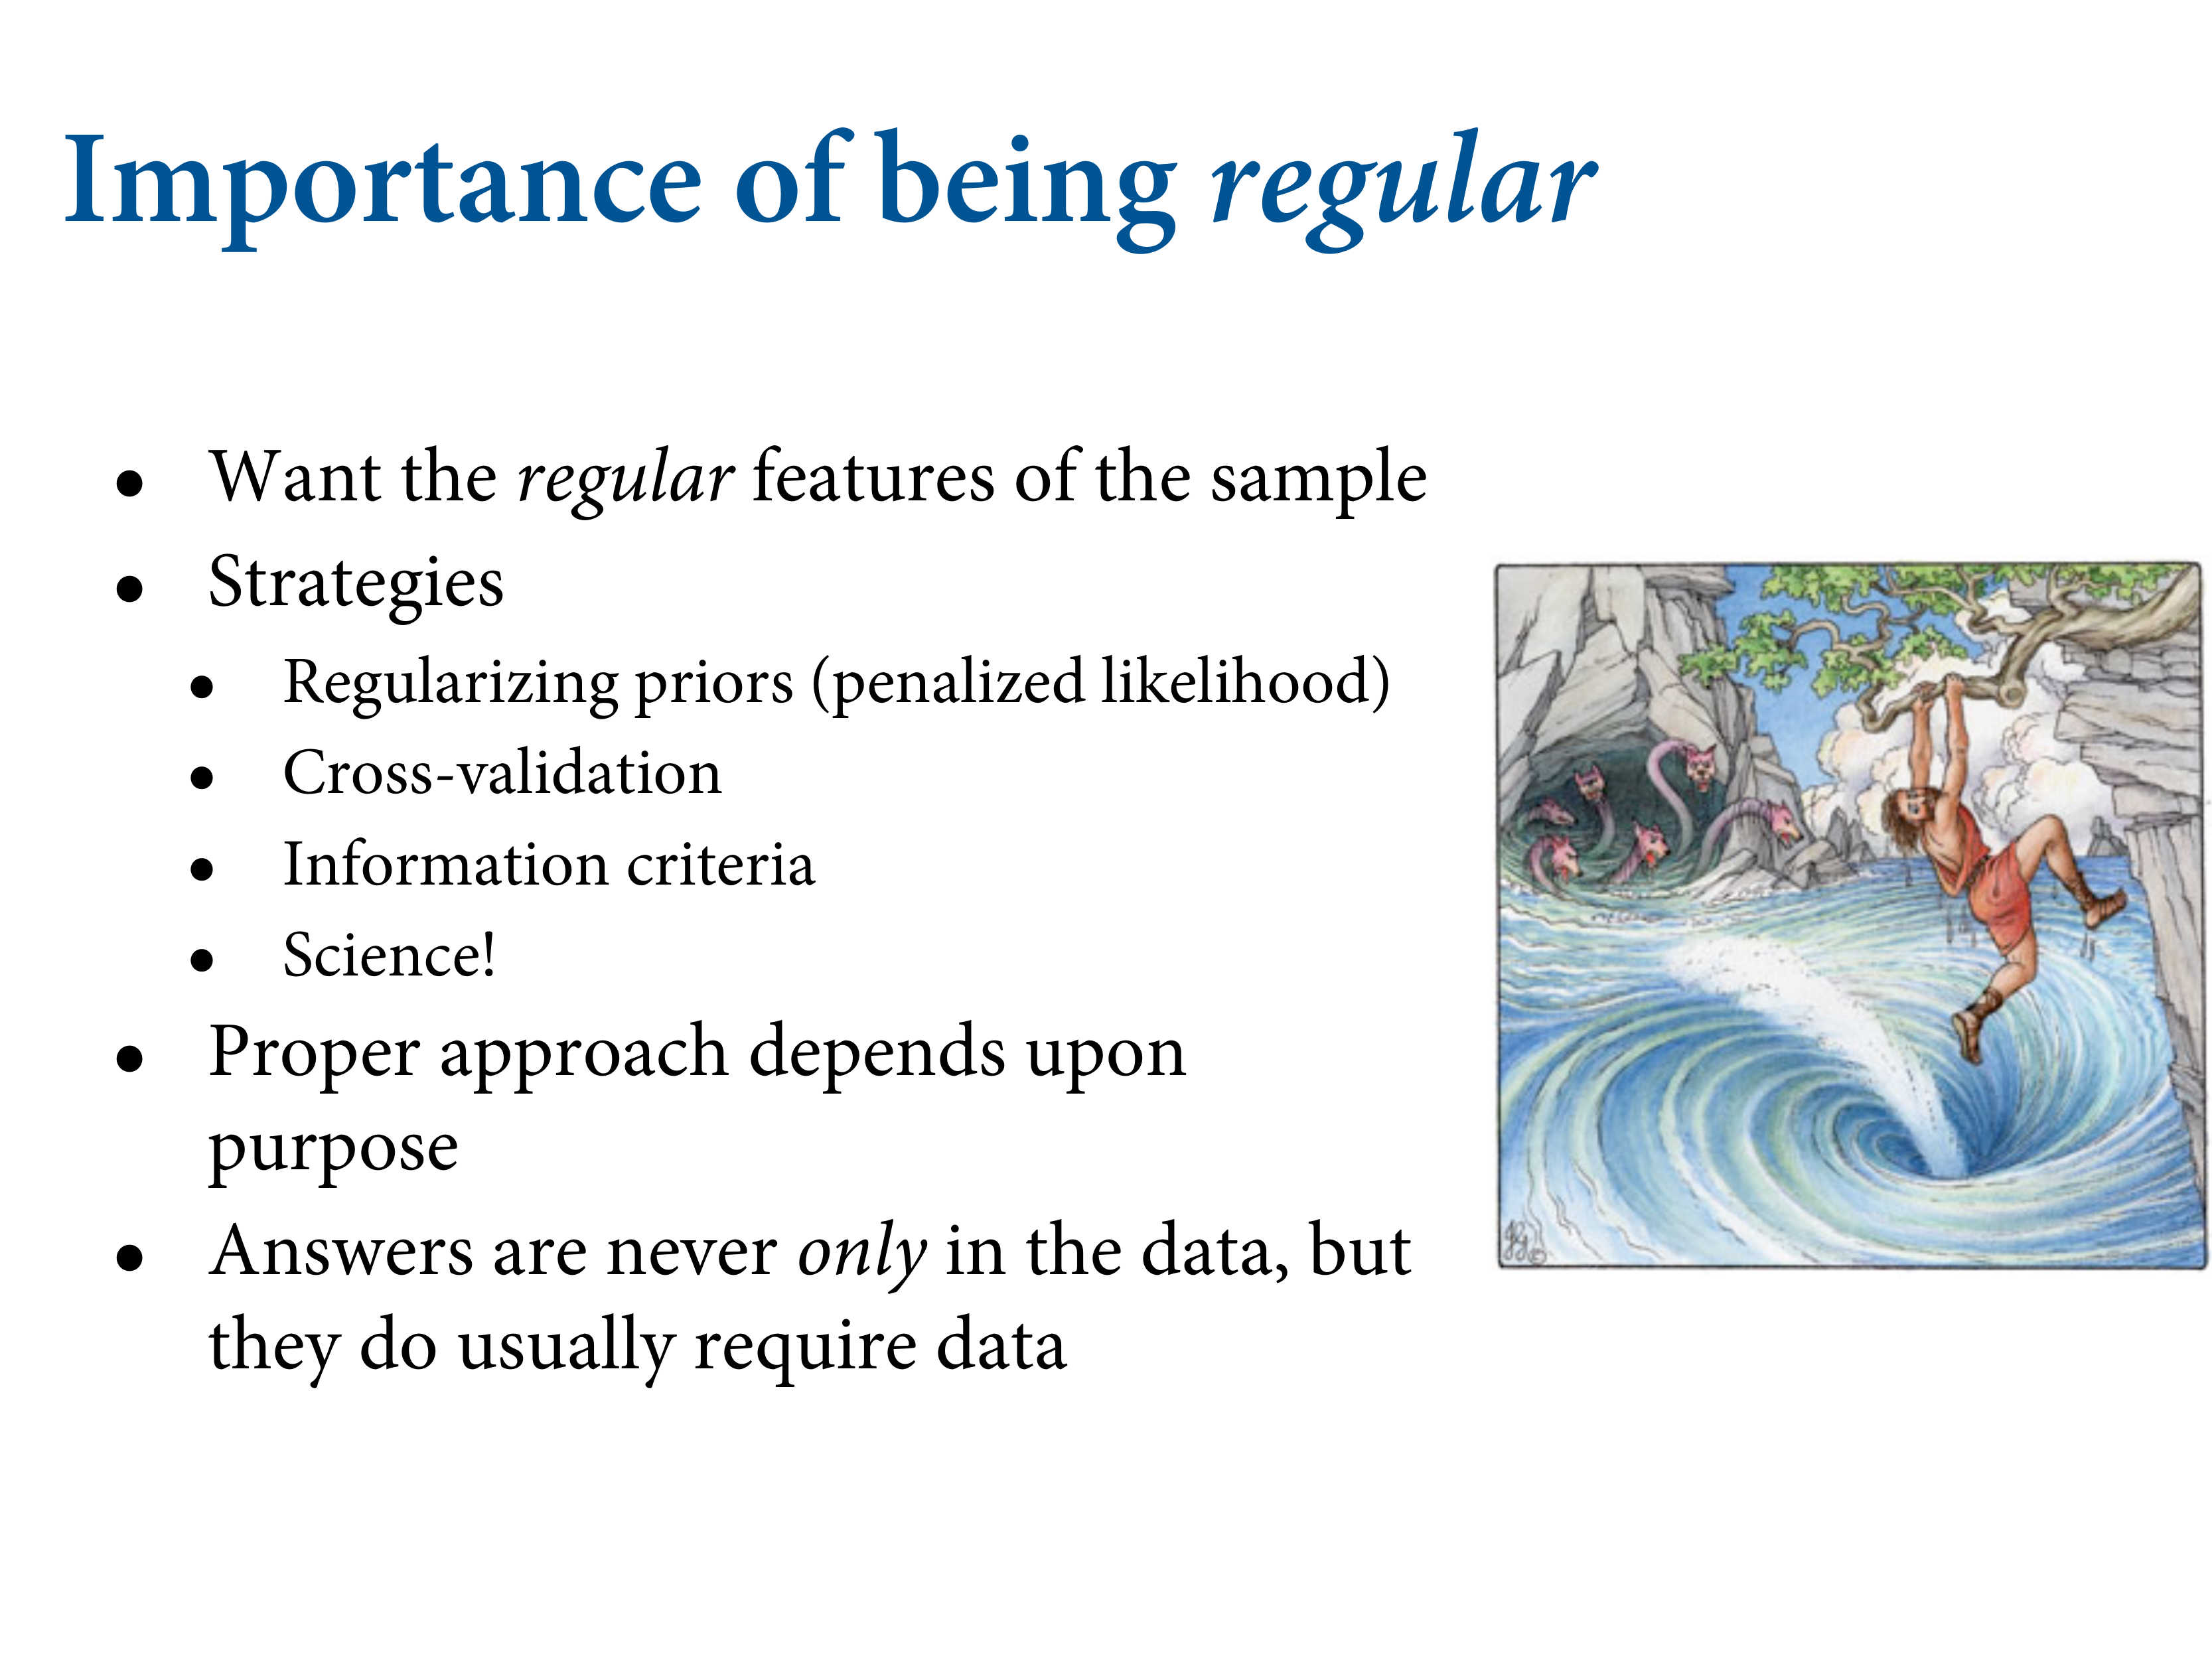 Importance of being regular
• Want the regular features of the sample
• Strategies
• Regularizing priors (penalized likelihood)
• Cross-validation
• Information criteria
• Science!
• Proper approach depends upon
purpose
• Answers are never only in the data, but
they do usually require data